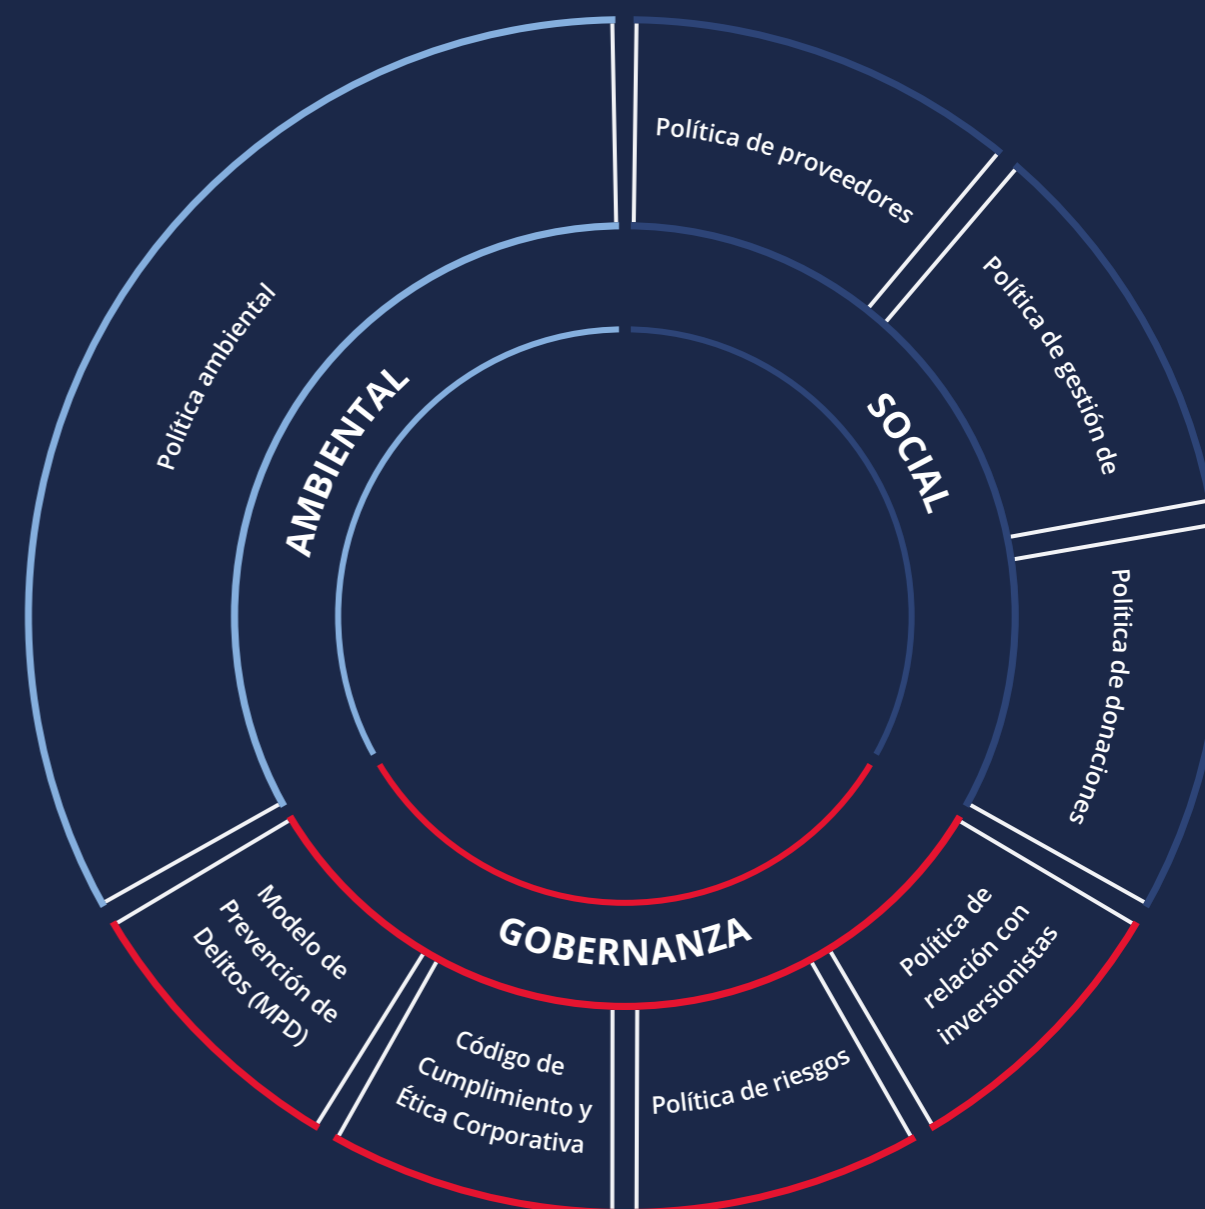 AMBIENTAL
Política ambiental
SOCIAL
Política de proveedores
Política de gestión de
Política de donaciones
GOBERNANZA
Política de
relación con
inversionistas
Política de riesgos
Código de
Cumplimiento y
Ética Corporativa
Modelo de
Prevención de
Delitos (MPD)